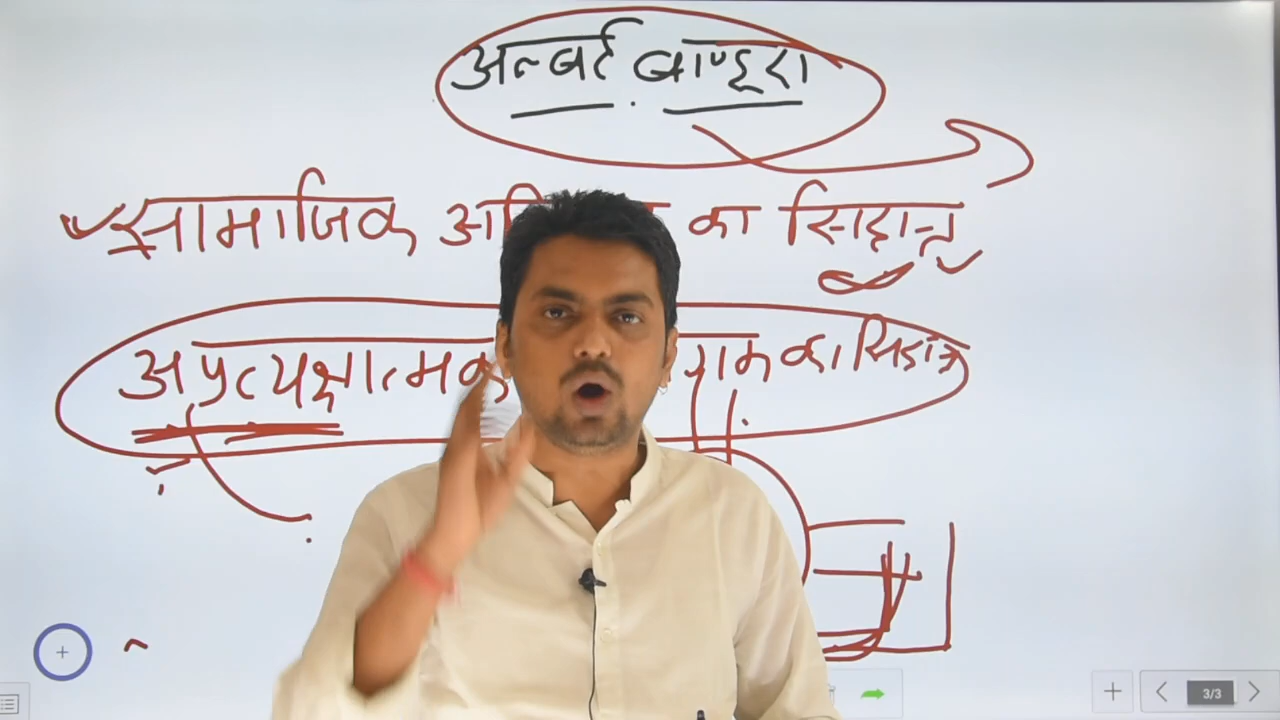 अल्बर्ट बाण्डूरा
सामाजिक का सिद्धान्त
अप्रत्यक्षात्मक का सिद्धांत
3/3